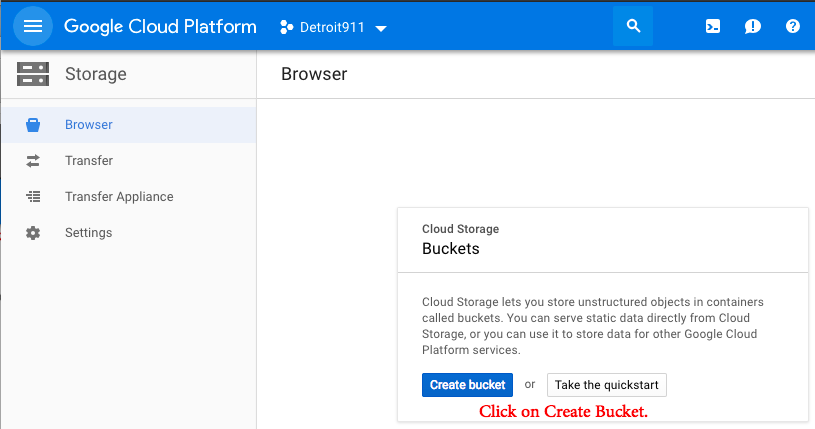 Google Cloud Platform Detroit911
Storage
Browser
Browser
Transfer
Transfer Appliance
Settings
Cloud Storage
Buckets
Cloud Storage lets you store unstructured objects in containers
called buckets. You can serve static data directly from Cloud
Storage, or you can use it to store data for other Google Cloud
Platform services.
Create bucket or Take the quickstart
Click on Create Bucket.